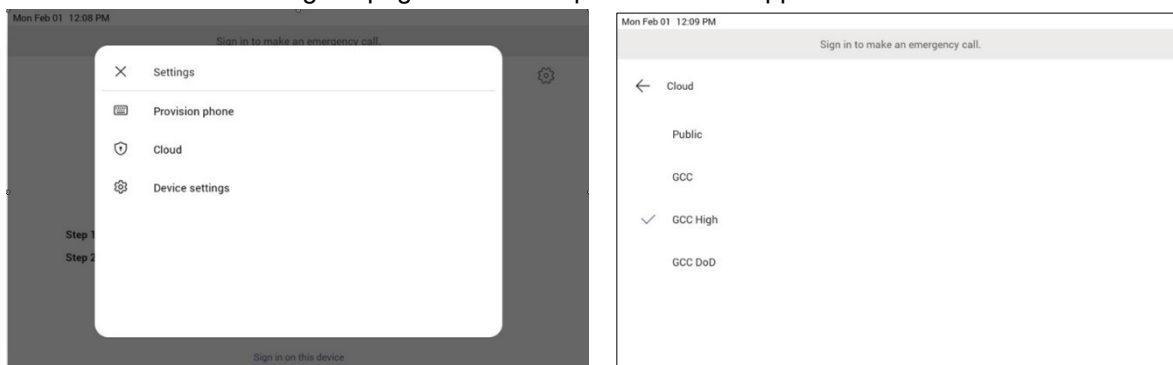 Mon Feb 01 12:08 PM
Sign in to make an emergency call.
Settings
Provision phone
Cloud
Device settings
Step 1
Step 2
Sign in on this device
Mon Feb 01 12:09 PM
Sign in to make an emergency call.
Cloud
Public
GCC
GCC High
GCC DoD